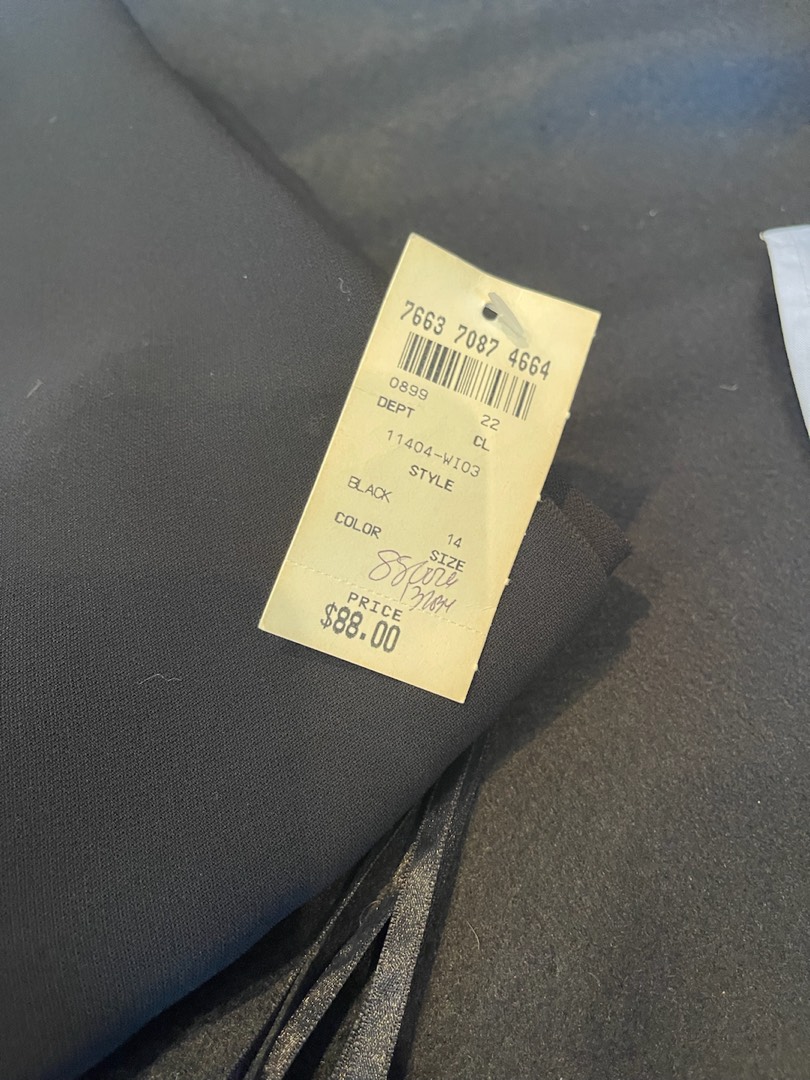 7663 7087 4664
0899 22
DEPT CL
11404-WI03
STYLE
BLACK 14
COLOR SIZE
PRICE
$88.00